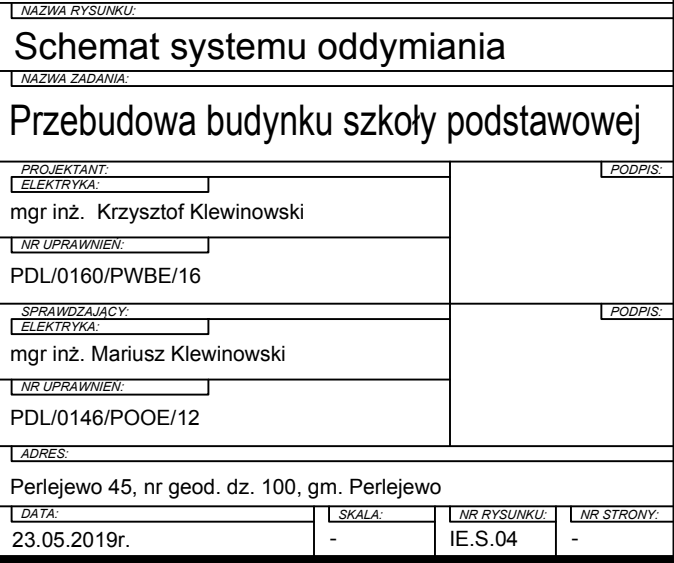 NAZWA RYSUNKU:
Schemat systemu oddymiania
NAZWA ZADANIA:
Przebudowa budynku szkoły podstawowej
PROJEKTANT: PODPIS:
ELEKTRYKA:
mgr inż. Krzysztof Klewinowski
NR UPRAWNIEŃ:
PDL/0160/PWBE/16
SPRAWDZAJĄCY: PODPIS:
ELEKTRYKA:
mgr inż. Mariusz Klewinowski
NR UPRAWNIEŃ:
PDL/0146/POOE/12
ADRES:
Perlejewo 45, nr geod. dz. 100, gm. Perlejewo
DATA: SKALA: NR RYSUNKU: NR STRONY:
23.05.2019r. - IE.S.04 -